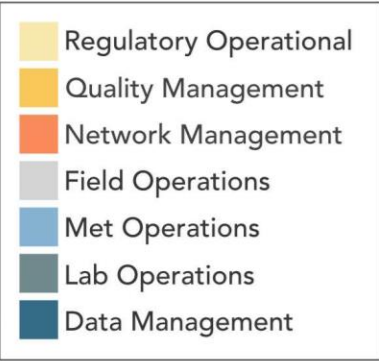 Regulatory Operational
Quality Management
Network Management
Field Operations
Met Operations
Lab Operations
Data Management